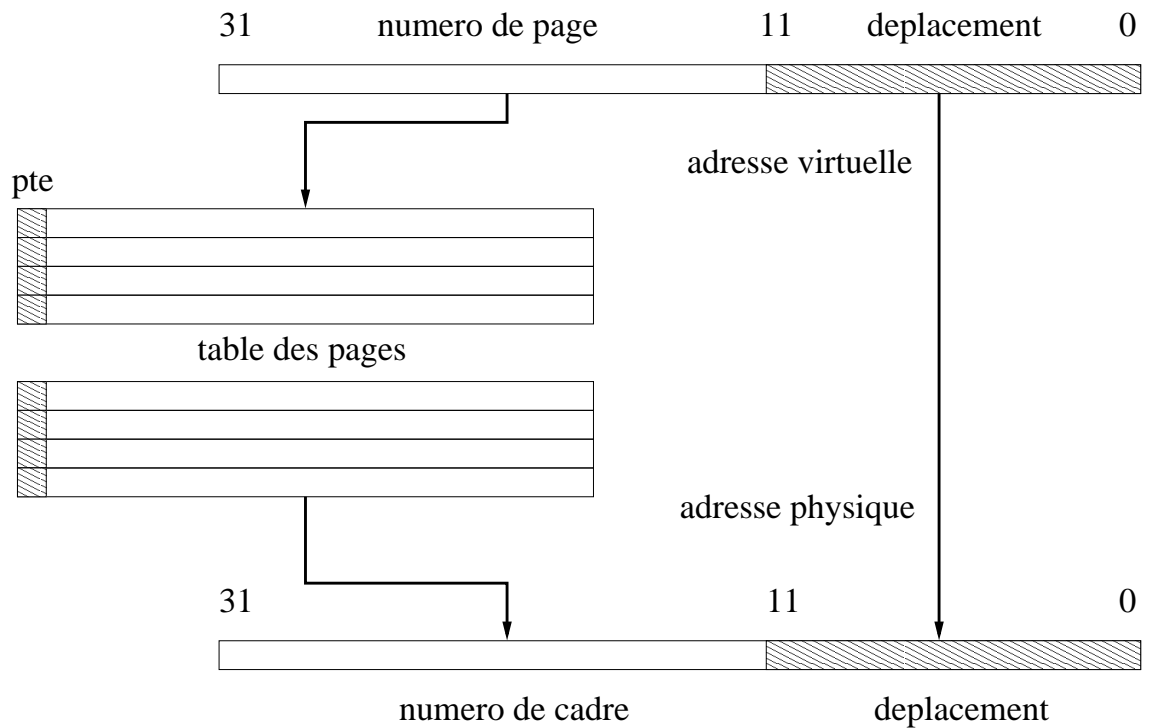 31 numero de page 11 deplacement 0
adresse virtuelle
pte
table des pages
adresse physique
31 11 0
numero de cadre deplacement